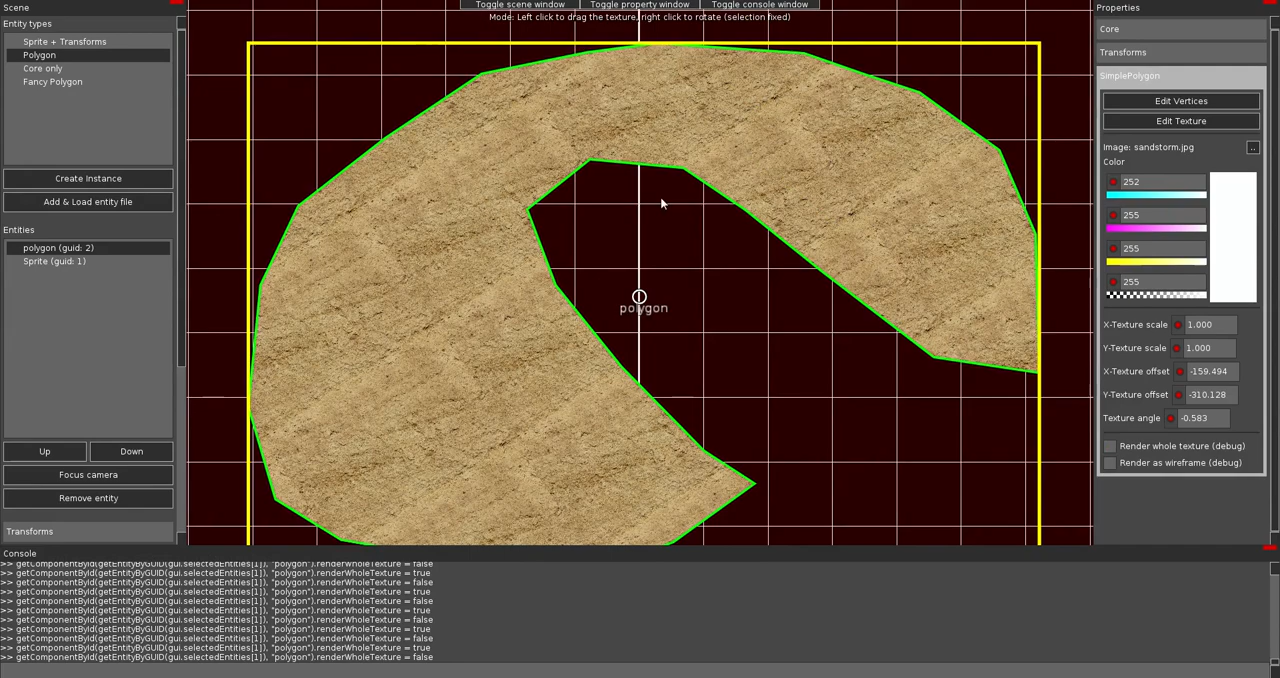 Scene
Entity types
Sprite + Transforms
Polygon
Core only
Fancy Polygon
Create Instance
Add & Load entity file
Entities
polygon (guid: 2)
Sprite (guid: 1)
Up
Down
Focus camera
Remove entity
Transforms
Toggle scene window
Toggle property window
Toggle console window
Mode: Left click to drag the texture, right click to rotate (selection fixed)
polygon
Properties
Core
Transforms
SimplePolygon
Edit Vertices
Edit Texture
Image: sandstorm.jpg
..
Color
252
255
255
255
X-Texture scale 1.000
Y-Texture scale 1.000
X-Texture offset -159.494
Y-Texture offset -310.128
Texture angle -0.583
Render whole texture (debug)
Render as wireframe (debug)
Console
>> getComponentById(getEntityByGUID(gui.selectedEntities[1]), "polygon").renderWholeTexture = false
>> getComponentById(getEntityByGUID(gui.selectedEntities[1]), "polygon").renderWholeTexture = true
>> getComponentById(getEntityByGUID(gui.selectedEntities[1]), "polygon").renderWholeTexture = false
>> getComponentById(getEntityByGUID(gui.selectedEntities[1]), "polygon").renderWholeTexture = true
>> getComponentById(getEntityByGUID(gui.selectedEntities[1]), "polygon").renderWholeTexture = false
>> getComponentById(getEntityByGUID(gui.selectedEntities[1]), "polygon").renderWholeTexture = true
>> getComponentById(getEntityByGUID(gui.selectedEntities[1]), "polygon").renderWholeTexture = false
>> getComponentById(getEntityByGUID(gui.selectedEntities[1]), "polygon").renderWholeTexture = true
>> getComponentById(getEntityByGUID(gui.selectedEntities[1]), "polygon").renderWholeTexture = false
>> getComponentById(getEntityByGUID(gui.selectedEntities[1]), "polygon").renderWholeTexture = true
>> getComponentById(getEntityByGUID(gui.selectedEntities[1]), "polygon").renderWholeTexture = false